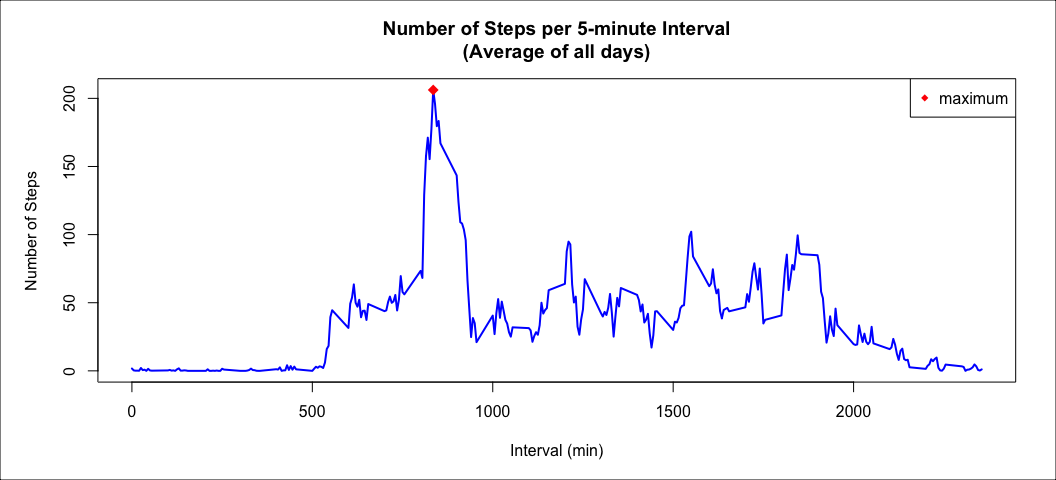 Number of Steps per 5-minute Interval
(Average of all days)
maximum
Number of Steps
200
150
100
50
0
0 500 1000 1500 2000
Interval (min)